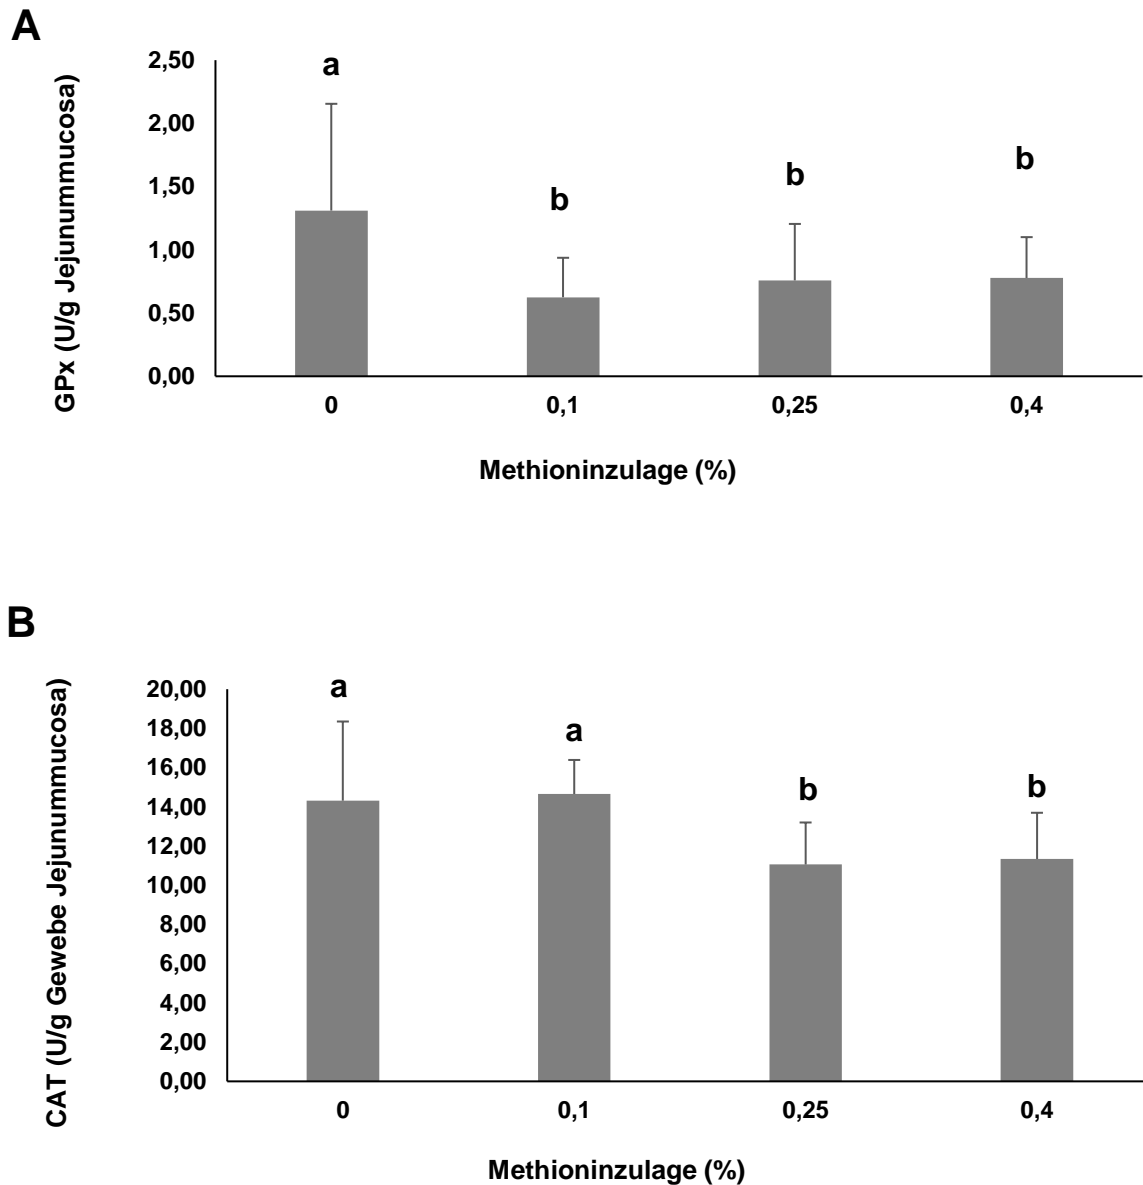 A
GPx (U/g Jejunummucosa)
2,50
2,00
1,50
1,00
0,50
0,00
a
b
b
b
0
0,1
0,25
0,4
Methioninzulage (%)
B
CAT (U/g Gewebe Jejunummucosa)
20,00
18,00
16,00
14,00
12,00
10,00
8,00
6,00
4,00
2,00
0,00
a
a
b
b
0
0,1
0,25
0,4
Methioninzulage (%)